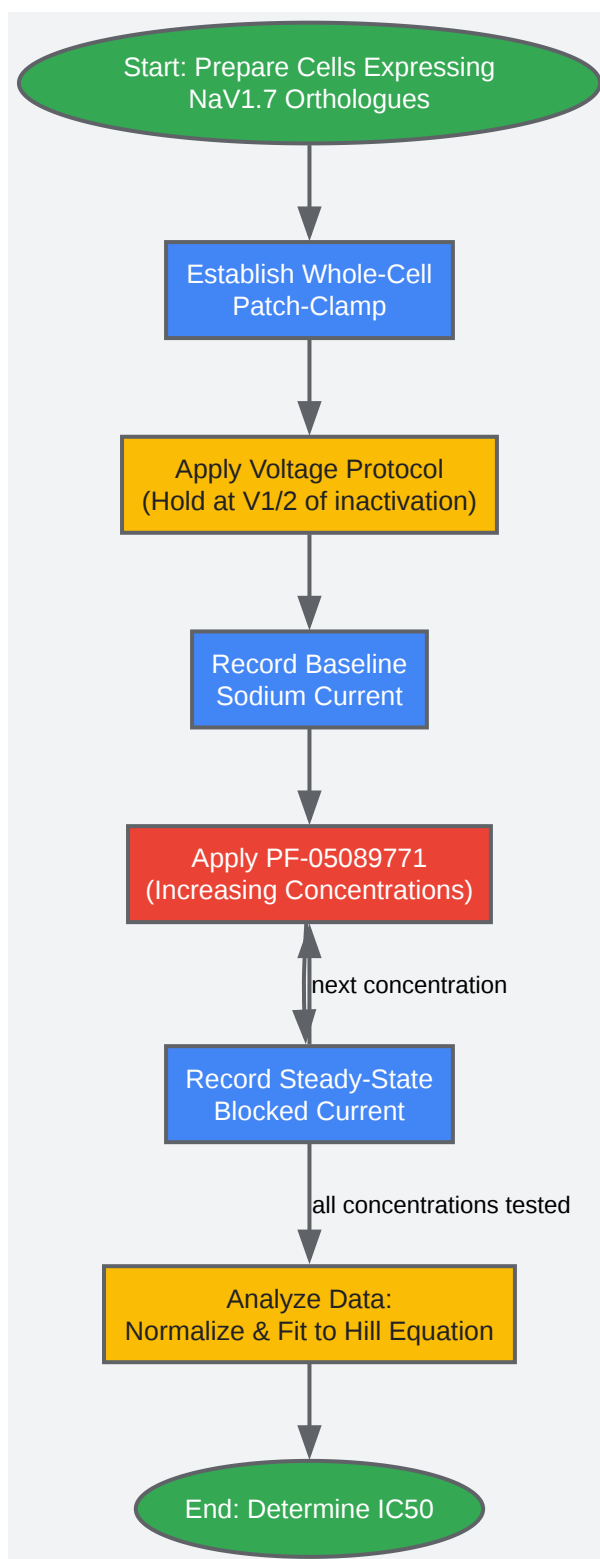 Start: Prepare Cells Expressing
NaV1.7 Orthologues
Establish Whole-Cell
Patch-Clamp
Apply Voltage Protocol
(Hold at V1/2 of inactivation)
Record Baseline
Sodium Current
Apply PF-05089771
(Increasing Concentrations)
next concentration
Record Steady-State
Blocked Current
all concentrations tested
Analyze Data:
Normalize & Fit to Hill Equation
End: Determine IC50